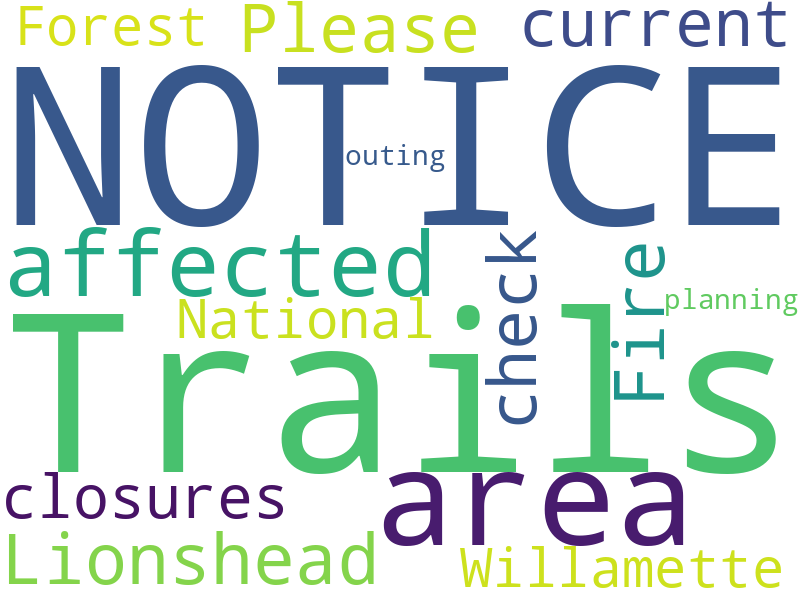 Forest Please current
NOTICE
outing
affected check Fire
National planning
Trails
closures area
Lionshead Willamette